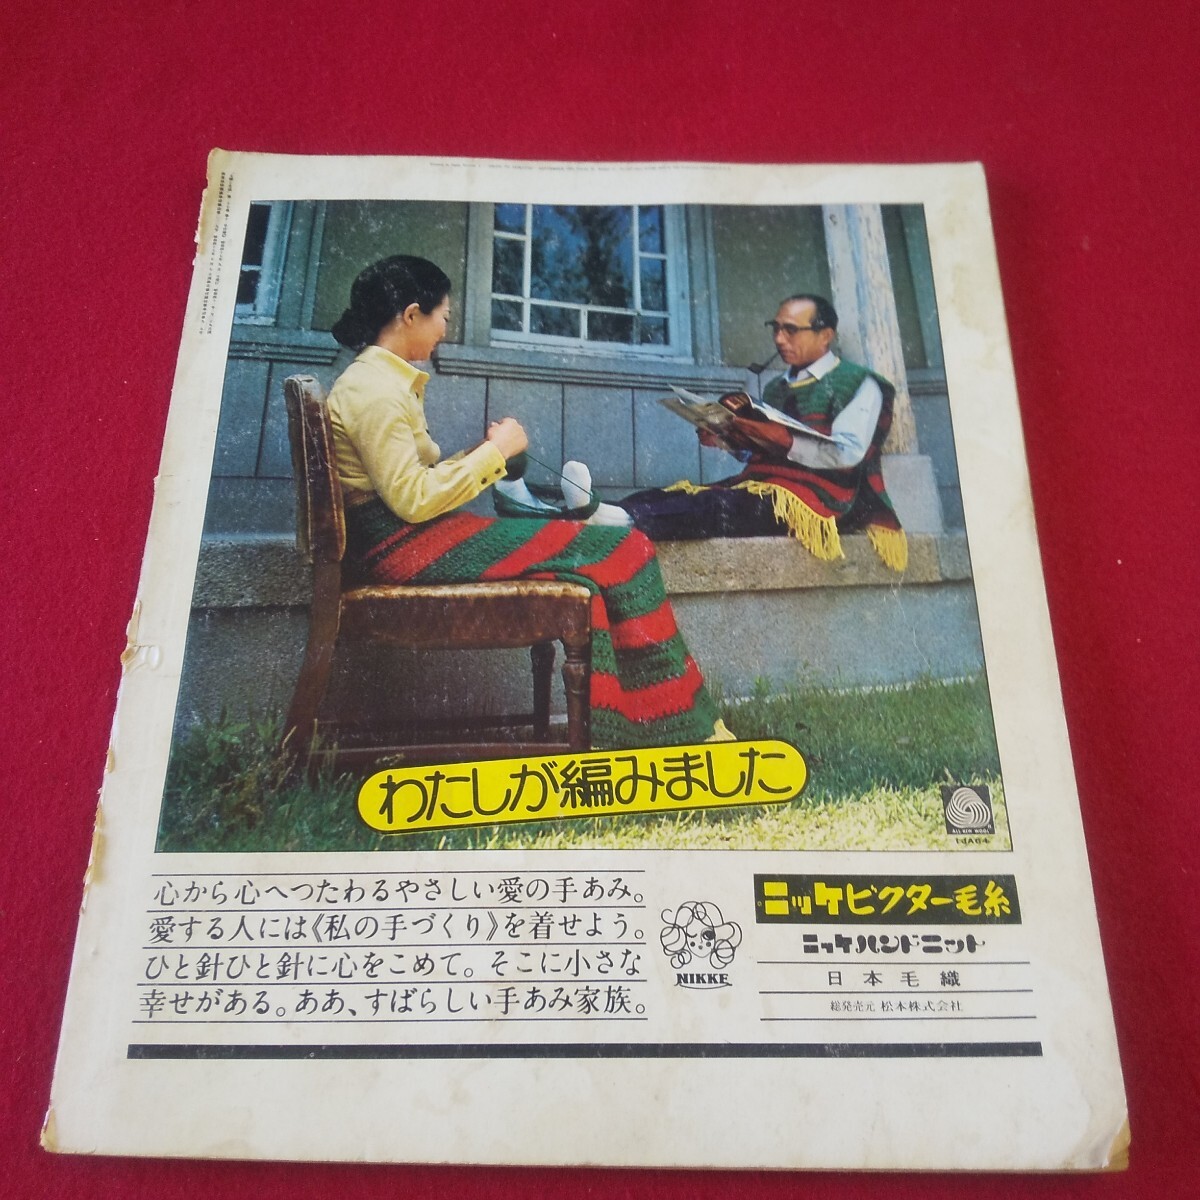 わたしが編みました
ALL NEW WOOL
心から心へつたわるやさしい愛の手あみ。
愛する人には《私の手づくり》を着せよう。
ひと針ひと針に心をこめて。そこに小さな
幸せがある。ああ、すばらしい手あみ家族。
NIKKE
ニッケビクター毛糸
ニッケハンドニット
日本毛織
総発売元 松本株式会社